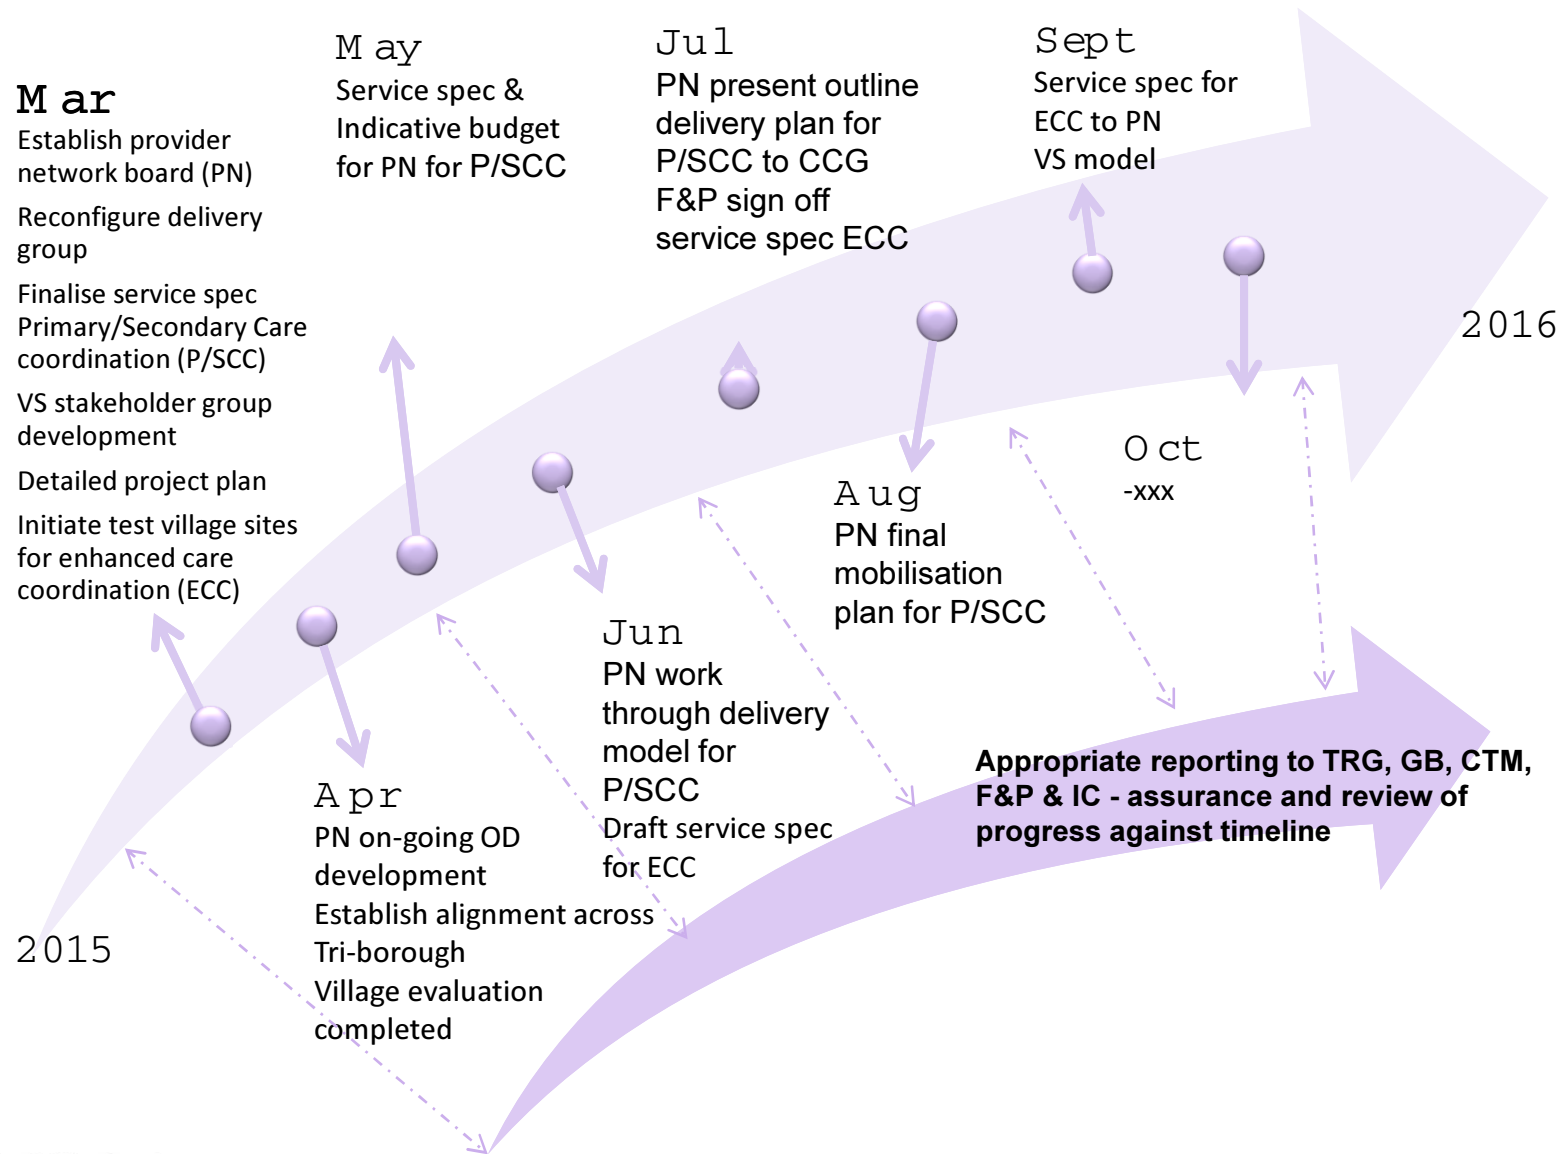 Mar
Establish provider
network board (PN)
Reconfigure delivery
group
Finalise service spec
Primary/Secondary Care
coordination (P/SCC)
VS stakeholder group
development
Detailed project plan
Initiate test village sites
for enhanced care
coordination (ECC)
May
Service spec &
Indicative budget
for PN for P/SCC
Jul
PN present outline
delivery plan for
P/SCC to CCG
F&P sign off
service spec ECC
Sept
Service spec for
ECC to PN
VS model
2016
Oct
-xxx
Aug
PN final
mobilisation
plan for P/SCC
Jun
PN work
through delivery
model for
P/SCC
Draft service spec
for ECC
Apr
PN on-going OD
development
Establish alignment across
Tri-borough
Village evaluation
completed
2015
Appropriate reporting to TRG, GB, CTM,
F&P & IC - assurance and review of
progress against timeline